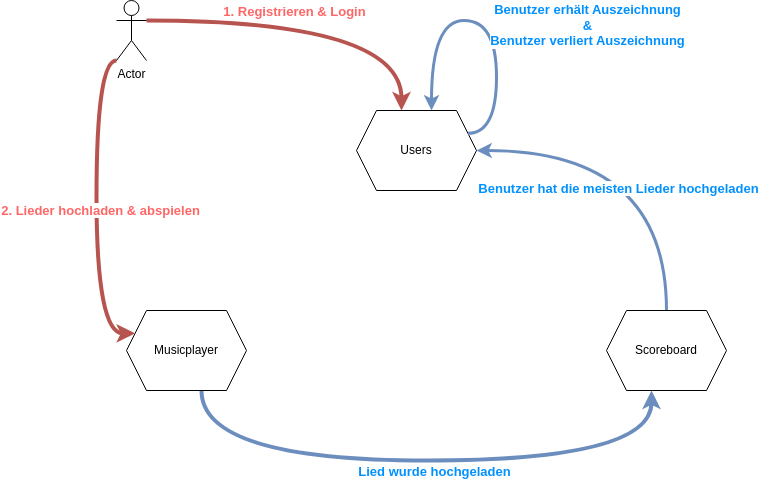 1. Registrieren & Login
Benutzer erhält Auszeichnung
&
Benutzer verliert Auszeichnung
Actor
Users
Benutzer hat die meisten Lieder hochgeladen
2. Lieder hochladen & abspielen
Musicplayer
Scoreboard
Lied wurde hochgeladen